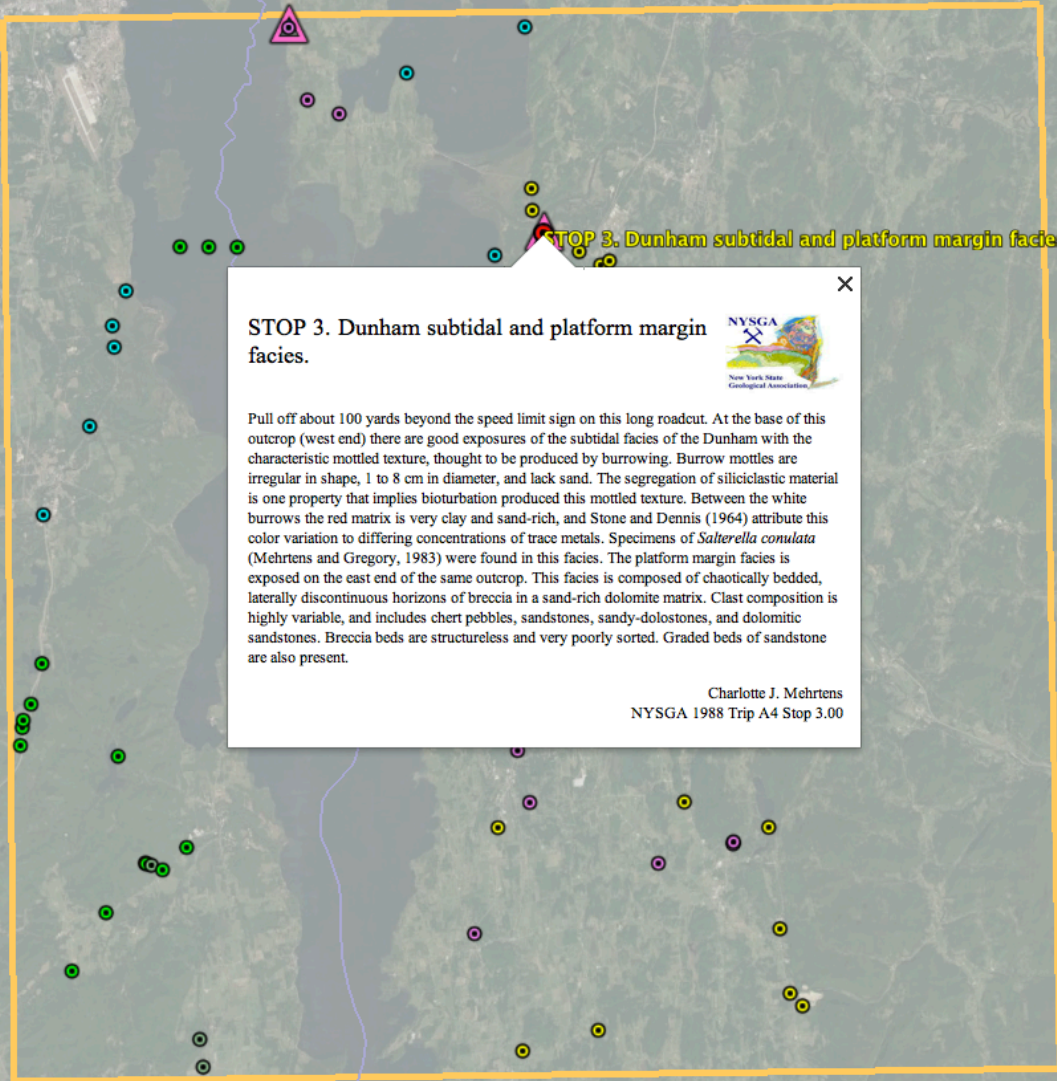 STOP 3. Dunham subtidal and platform margin facie
STOP 3. Dunham subtidal and platform margin
facies.
NYSGA
New York State
Geological Association
Pull off about 100 yards beyond the speed limit sign on this long roadcut. At the base of this
outcrop (west end) there are good exposures of the subtidal facies of the Dunham with the
characteristic mottled texture, thought to be produced by burrowing. Burrow mottles are
irregular in shape, 1 to 8 cm in diameter, and lack sand. The segregation of siliciclastic material
is one property that implies bioturbation produced this mottled texture. Between the white
burrows the red matrix is very clay and sand-rich, and Stone and Dennis (1964) attribute this
color variation to differing concentrations of trace metals. Specimens of Salterella conulata
(Mehrtens and Gregory, 1983) were found in this facies. The platform margin facies is
exposed on the east end of the same outcrop. This facies is composed of chaotically bedded,
laterally discontinuous horizons of breccia in a sand-rich dolomite matrix. Clast composition is
highly variable, and includes chert pebbles, sandstones, sandy-dolostones, and dolomitic
sandstones. Breccia beds are structureless and very poorly sorted. Graded beds of sandstone
are also present.
Charlotte J. Mehrtens
NYSGA 1988 Trip A4 Stop 3.00